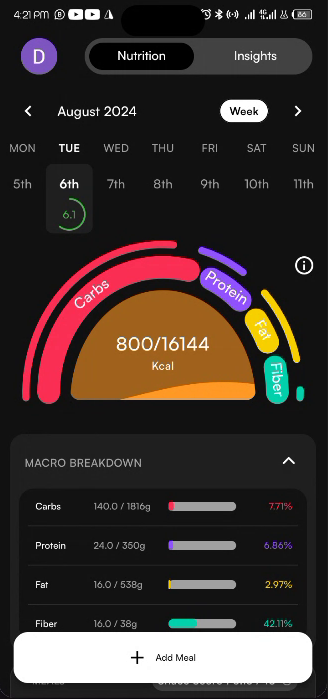 4:21 PM
86
D
Nutrition
Insights
August 2024
Week
MON TUE WED THU FRI SAT SUN
5th 6th 7th 8th 9th 10th 11th
6.1
Carbs
Protein
Fat
Fiber
800/16144
Kcal
MACRO BREAKDOWN
Carbs 140.0 / 1816g 7.71%
Protein 24.0 / 350g 6.86%
Fat 16.0 / 538g 2.97%
Fiber 16.0 / 38g 42.11%
+ Add Meal